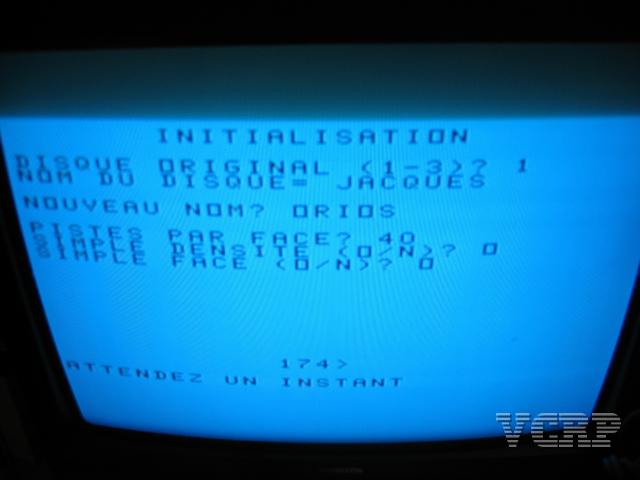 INITIALISATION
DISQUE ORIGINAL (1-3)? 1
NOM DU DISQUE= JACQUES
NOUVEAU NOM? ORIOS
PISTES PAR FACE? 40
SIMPLE DENSITE <O/N>? O
SIMPLE FACE <O/N>? O
174>
ATTENDEZ UN INSTANT
VCRP